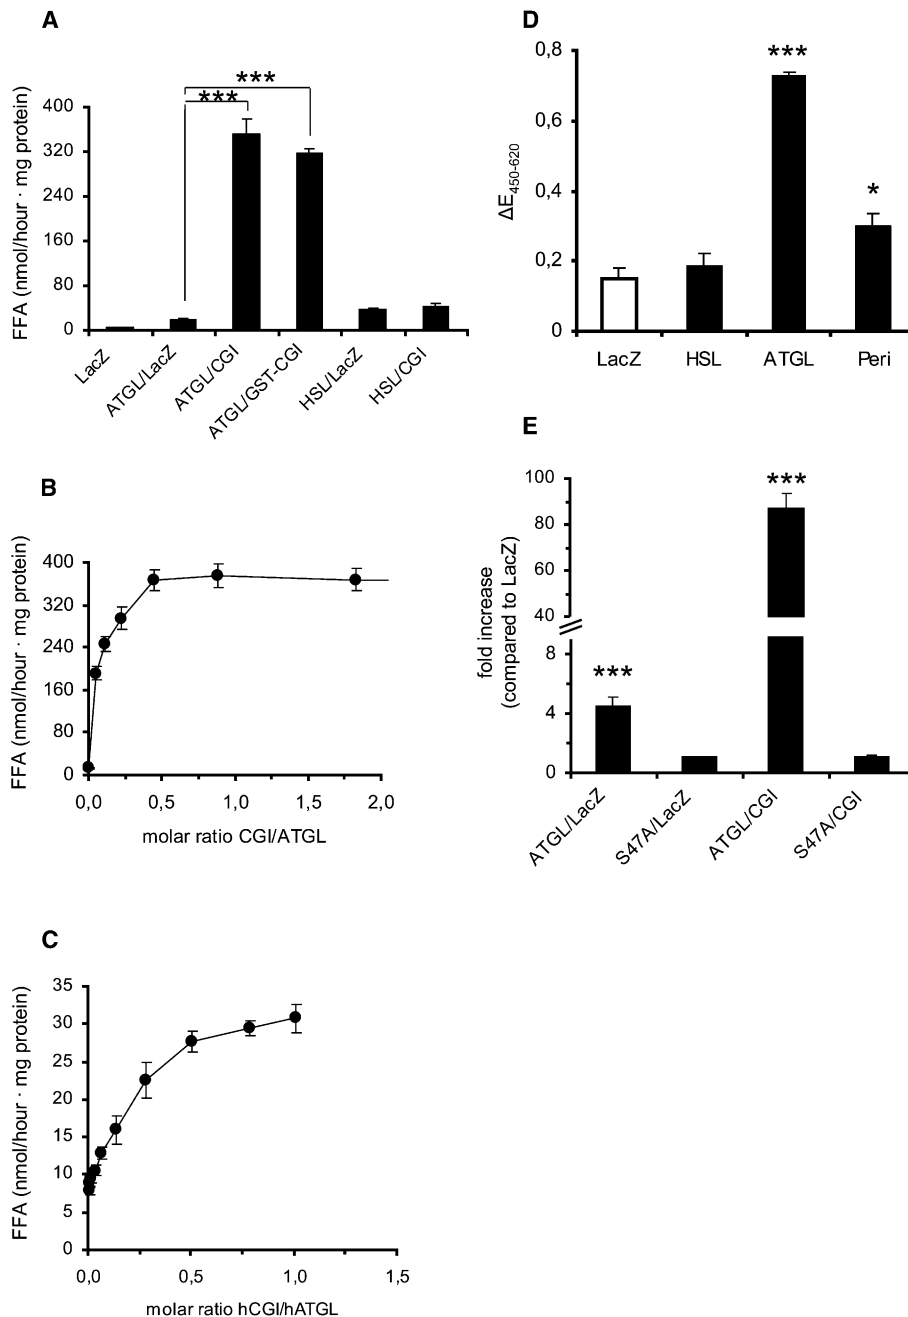 A
FFA (nmol/hour · mg protein)
400
320
240
160
80
0
***
***
LacZ
ATGL/LacZ
ATGL/CGI
ATGL/GST-CGI
HSL/LacZ
HSL/CGI
B
FFA (nmol/hour · mg protein)
400
320
240
160
80
0
0,0 0,5 1,0 1,5 2,0
molar ratio CGI/ATGL
C
FFA (nmol/hour · mg protein)
35
30
25
20
15
10
5
0
0,0 0,5 1,0 1,5
molar ratio hCGI/hATGL
D
ΔE450-620
0,8
0,6
0,4
0,2
0
***
*
LacZ HSL ATGL Peri
E
fold increase
(compared to LacZ)
100
80
60
40
8
4
0
***
***
ATGL/LacZ
S47A/LacZ
ATGL/CGI
S47A/CGI